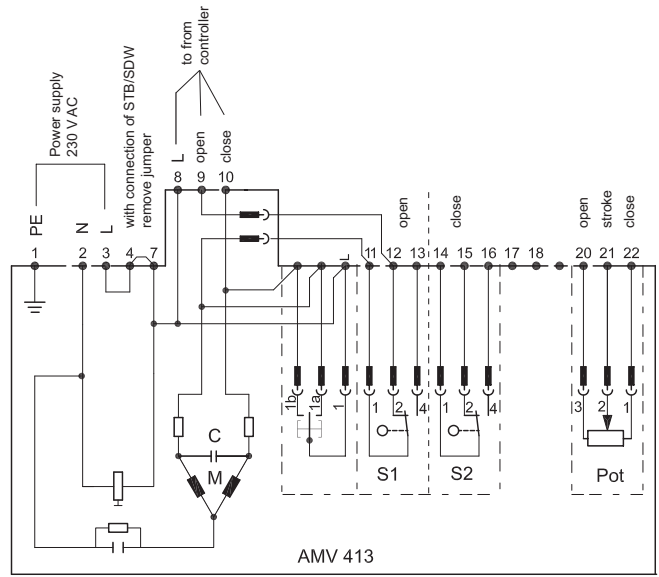 to from
controller
Power supply
230 V AC
with connection of STB/SDW
remove jumper
L
open
close
8 9 10
PE
N
L
open
close
open
stroke
close
1 2 3 4 7
L
11 12 13 14 15 16 17 18 20 21 22
1b 1a 1 1 2 4 1 2 4 3 2 1
C
M
S1
S2
Pot
AMV 413